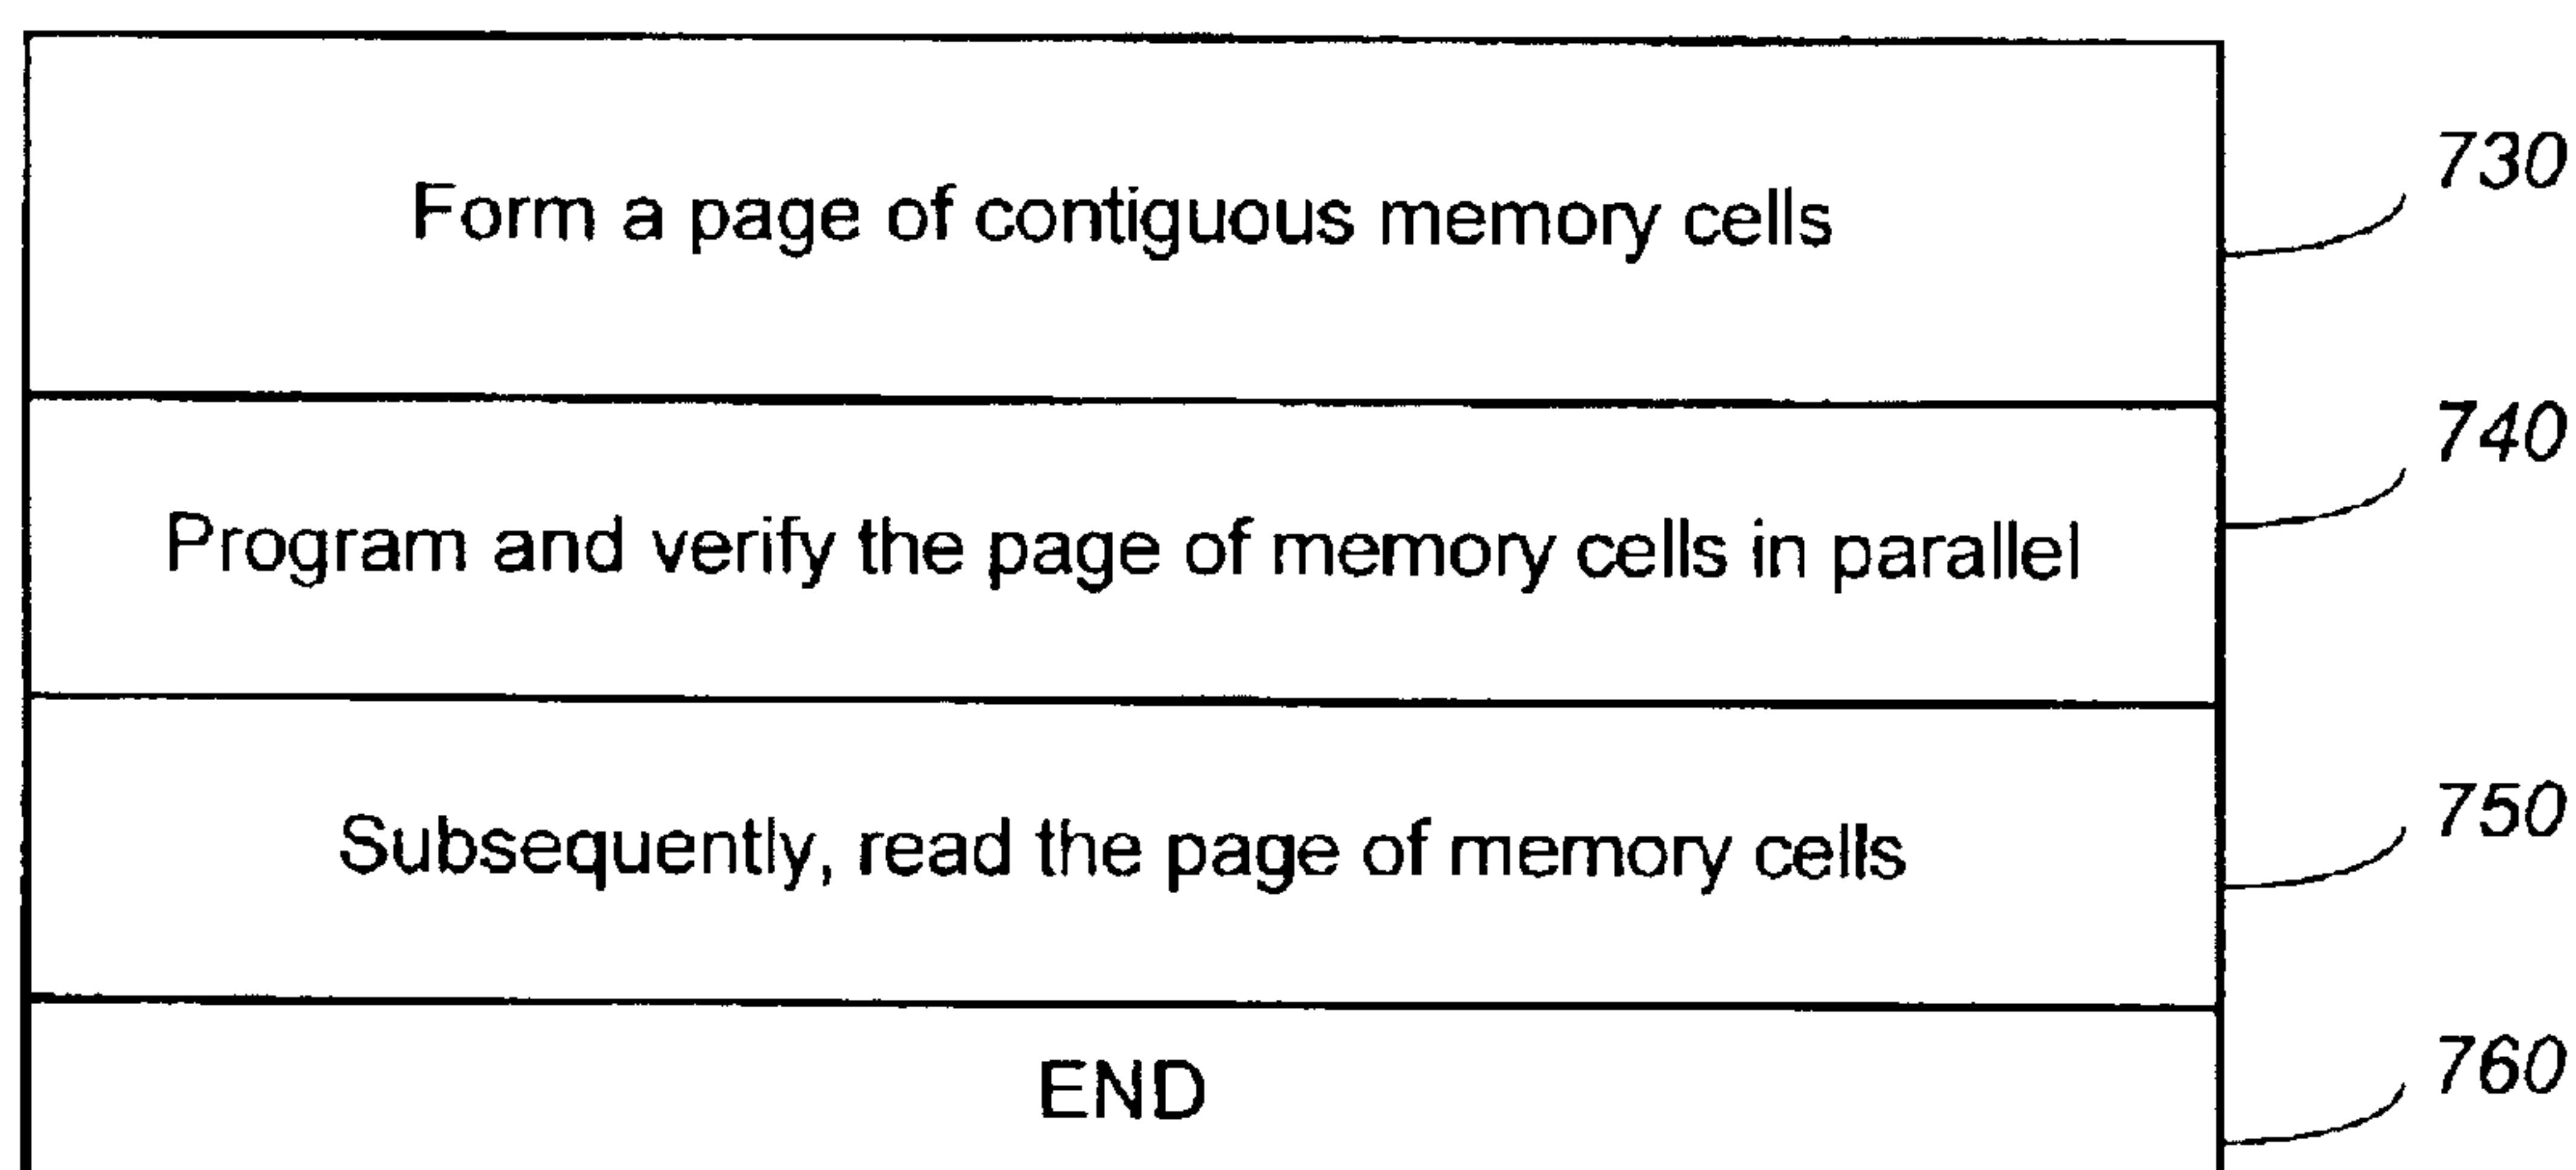 Form a page of contiguous memory cells
730
Program and verify the page of memory cells in parallel
740
Subsequently, read the page of memory cells
750
END
760